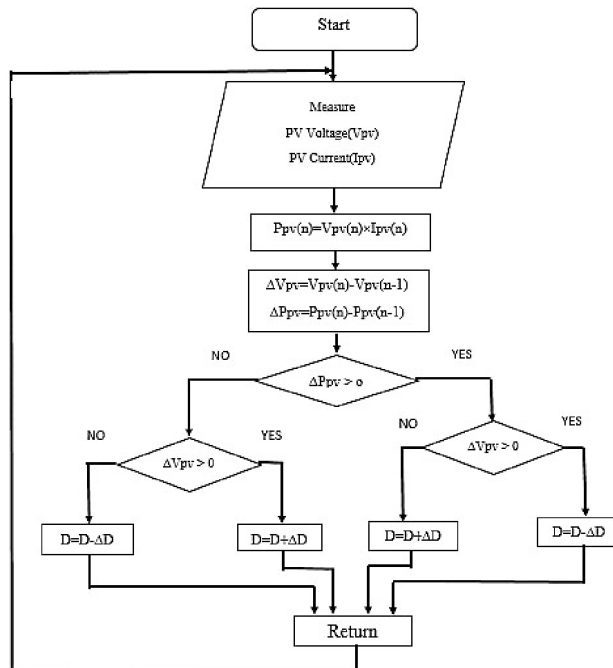 Start
Measure
PV Voltage(Vpv)
PV Current(Ipv)
Ppv(n)=Vpv(n)×Ipv(n)
ΔVpv=Vpv(n)-Vpv(n-1)
ΔPpv=Ppv(n)-Ppv(n-1)
NO
YES
ΔPpv > o
NO
YES
NO
YES
ΔVpv > 0
ΔVpv > 0
D=D-ΔD
D=D+ΔD
D=D+ΔD
D=D-ΔD
Return